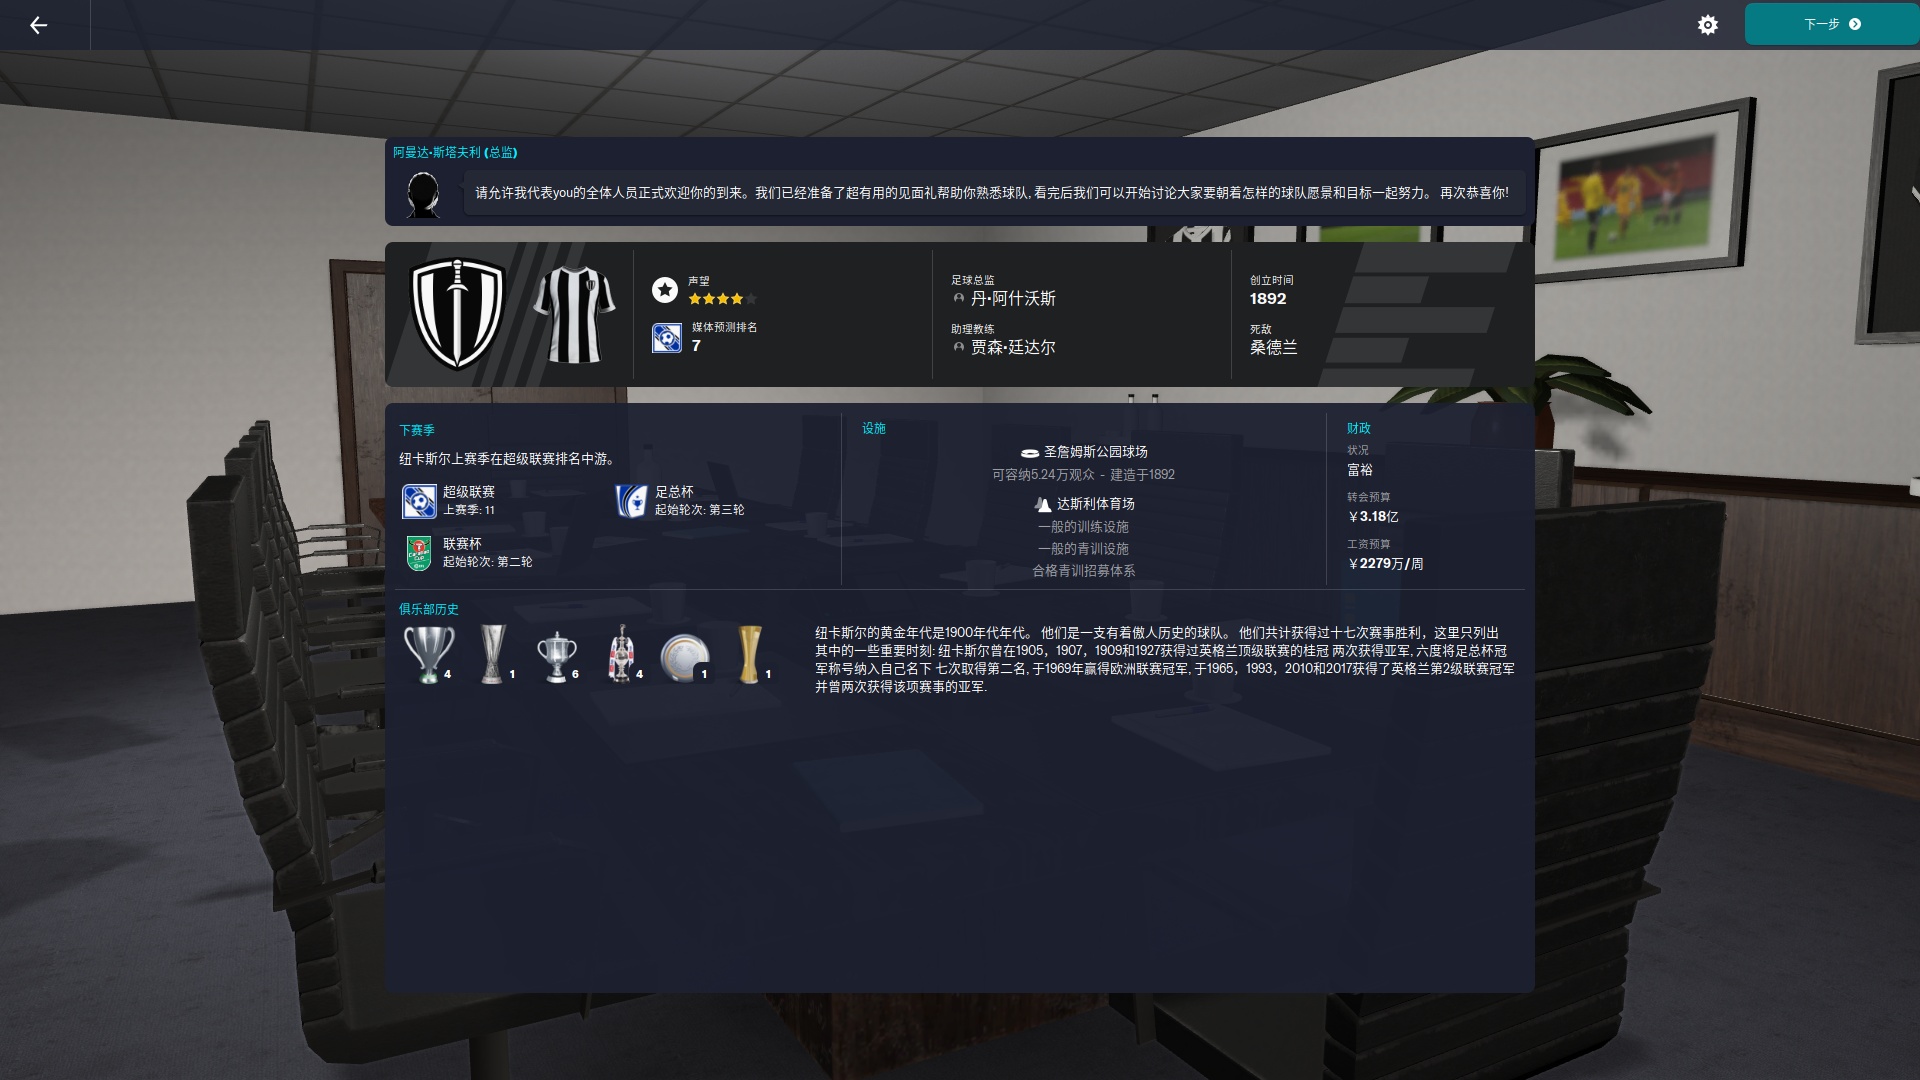 下一步
阿曼达·斯塔夫利 (总监)
请允许我代表you的全体人员正式欢迎你的到来。我们已经准备了超有用的见面礼帮助你熟悉球队, 看完后我们可以开始讨论大家要朝着怎样的球队愿景和目标一起努力。 再次恭喜你!
声望
媒体预测排名
7
足球总监
丹·阿什沃斯
助理教练
贾森·廷达尔
创立时间
1892
死敌
桑德兰
下赛季
纽卡斯尔上赛季在超级联赛排名中游。
超级联赛
上赛季: 11
足总杯
起始轮次: 第三轮
联赛杯
起始轮次: 第二轮
设施
圣詹姆斯公园球场
可容纳5.24万观众 - 建造于1892
达斯利体育场
一般的训练设施
一般的青训设施
合格青训招募体系
财政
状况
富裕
转会预算
￥3.18亿
工资预算
￥2279万/周
俱乐部历史
4
1
6
4
1
1
纽卡斯尔的黄金年代是1900年代年代。 他们是一支有着傲人历史的球队。 他们共计获得过十七次赛事胜利，这里只列出
其中的一些重要时刻: 纽卡斯尔曾在1905，1907，1909和1927获得过英格兰顶级联赛的桂冠 两次获得亚军, 六度将足总杯冠
军称号纳入自己名下 七次取得第二名, 于1969年赢得欧洲联赛冠军, 于1965，1993，2010和2017获得了英格兰第2级联赛冠军
并曾两次获得该项赛事的亚军.